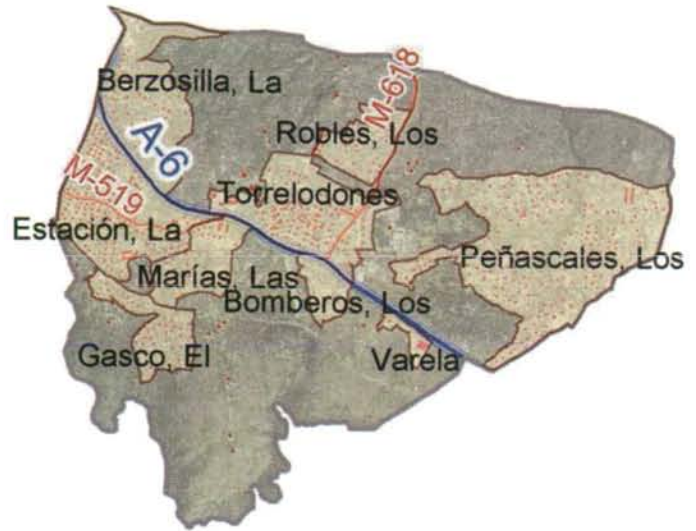 Berzosilla, La
M-618
A-6
Robles, Los
M-519
Torrelodones
Estación, La
Peñascales, Los
Marías, Las
Bomberos, Los
Gasco, El
Varela